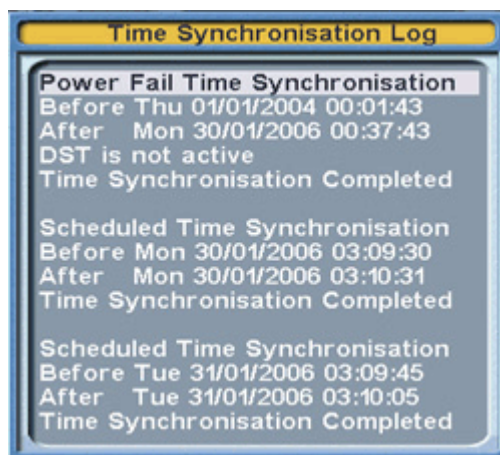 Time Synchronisation Log
Power Fail Time Synchronisation
Before Thu 01/01/2004 00:01:43
After Mon 30/01/2006 00:37:43
DST is not active
Time Synchronisation Completed
Scheduled Time Synchronisation
Before Mon 30/01/2006 03:09:30
After Mon 30/01/2006 03:10:31
Time Synchronisation Completed
Scheduled Time Synchronisation
Before Tue 31/01/2006 03:09:45
After Tue 31/01/2006 03:10:05
Time Synchronisation Completed